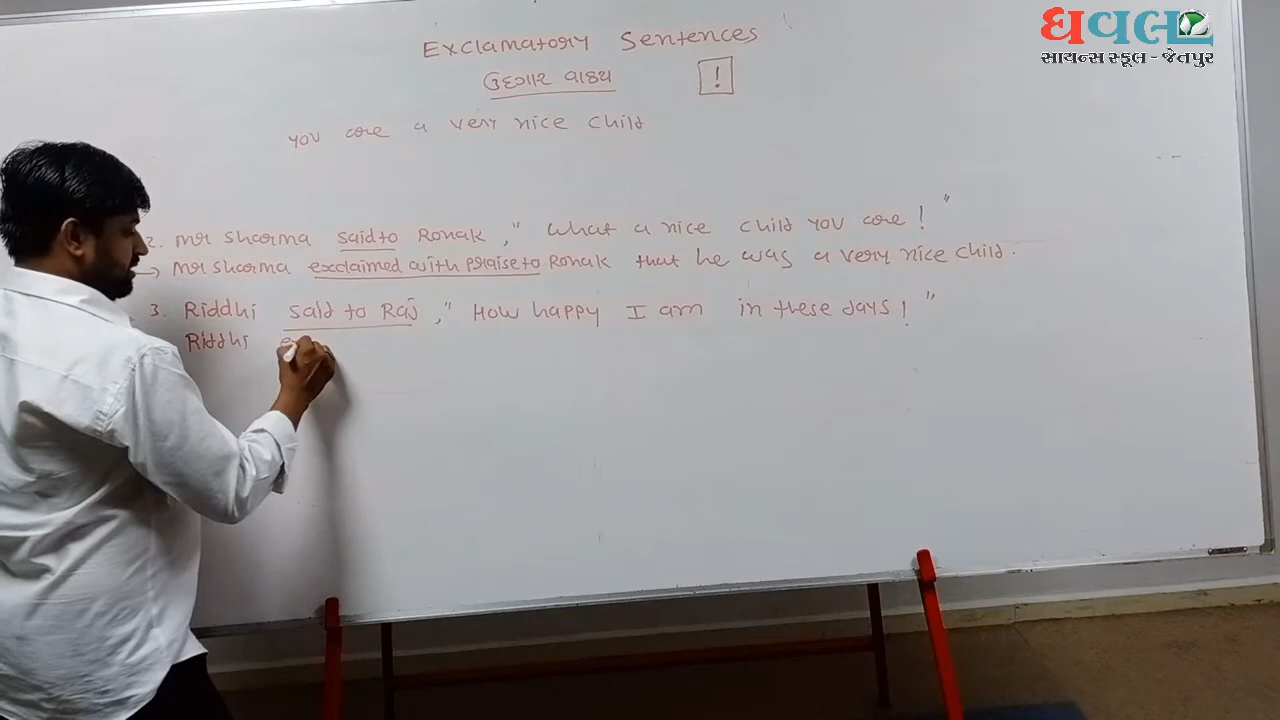 ધવલ
સાયન્સ સ્કૂલ - જેતપુર
Exclamatory Sentences
ઉદગાર વાક્ય !
you are a very nice child
2. Mr Sharma said to Ronak ," What a nice child you are ! "
→ Mr Sharma exclaimed with praise to Ronak that he was a very nice child.
3. Riddhi said to Raj ," How happy I am in these days ! "
Riddhi e